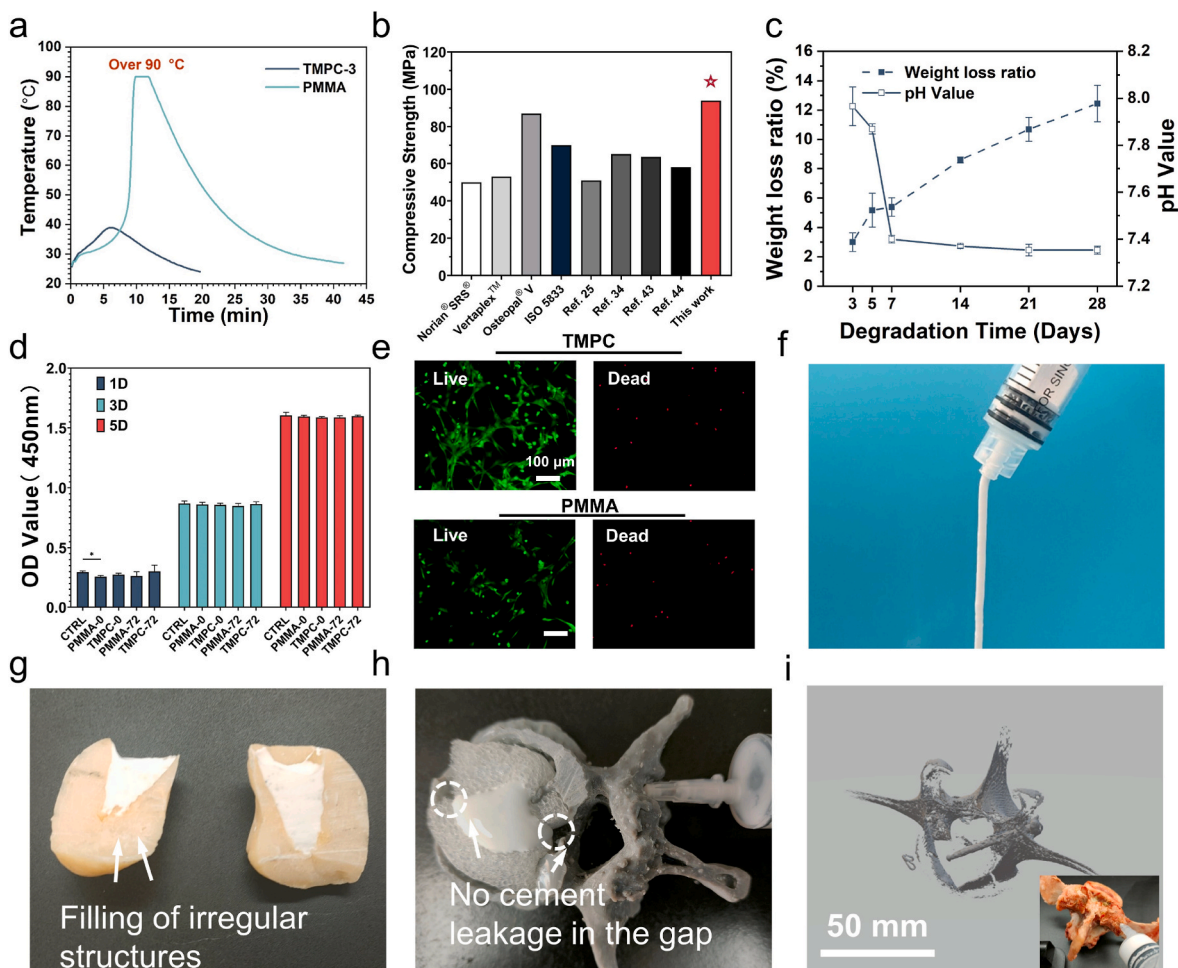 a
Temperature (°C)
100
90
80
70
60
50
40
30
20
Over 90 °C
TMPC-3
PMMA
0
5
10
15
20
25
30
35
40
45
Time (min)
b
Compressive Strength (MPa)
120
100
80
60
40
20
0
Norian®SRS®
Vertaplex™
Osteopal® V
ISO 5833
Ref. 25
Ref. 34
Ref. 43
Ref. 44
This work
c
Weight loss ratio (%)
16
14
12
10
8
6
4
2
0
Weight loss ratio
pH Value
8.2
8.0
7.8
7.6
7.4
7.2
pH Value
3
5
7
14
21
28
Degradation Time (Days)
d
OD Value( 450nm)
2.0
1.5
1.0
0.5
0.0
1D
3D
5D
*
CTRL
PMMA-0
TMPC-0
PMMA-72
TMPC-72
CTRL
PMMA-0
TMPC-0
PMMA-72
TMPC-72
CTRL
PMMA-0
TMPC-0
PMMA-72
TMPC-72
e
TMPC
Live
100 μm
Dead
PMMA
Live
Dead
f
OR SING
g
Filling of irregular
structures
h
No cement
leakage in the gap
i
50 mm